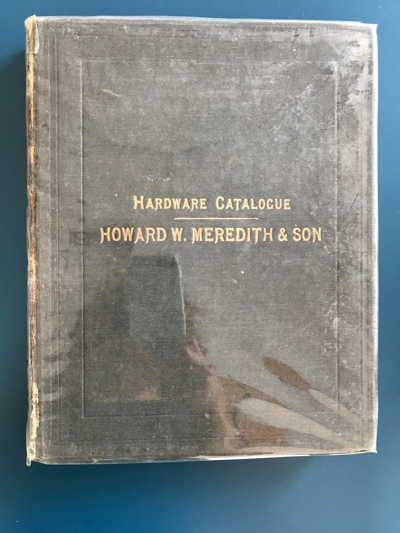 HARDWARE CATALOGUE
HOWARD W. MEREDITH & SON